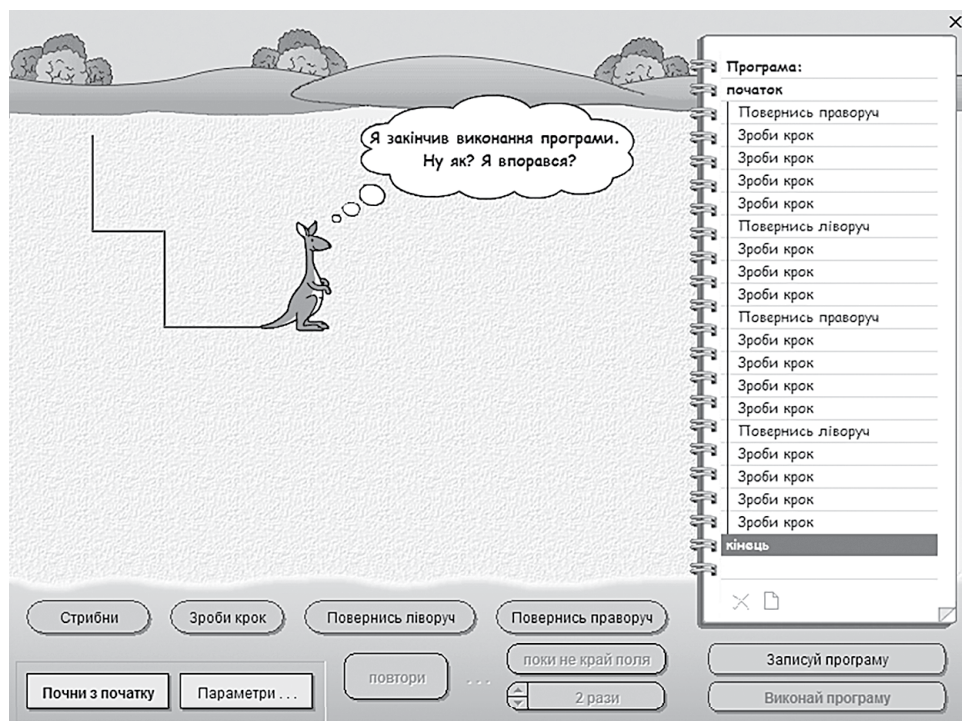 Я закінчив виконання програми.
Ну як? Я впорався?
Програма:
початок
Повернись праворуч
Зроби крок
Зроби крок
Зроби крок
Зроби крок
Повернись ліворуч
Зроби крок
Зроби крок
Зроби крок
Повернись праворуч
Зроби крок
Зроби крок
Зроби крок
Зроби крок
Повернись ліворуч
Зроби крок
Зроби крок
Зроби крок
Зроби крок
кінець
Стрибни
Зроби крок
Повернись ліворуч
Повернись праворуч
Почни з початку
Параметри . . .
повтори
. . .
поки не край поля
2 рази
Записуй програму
Виконай програму